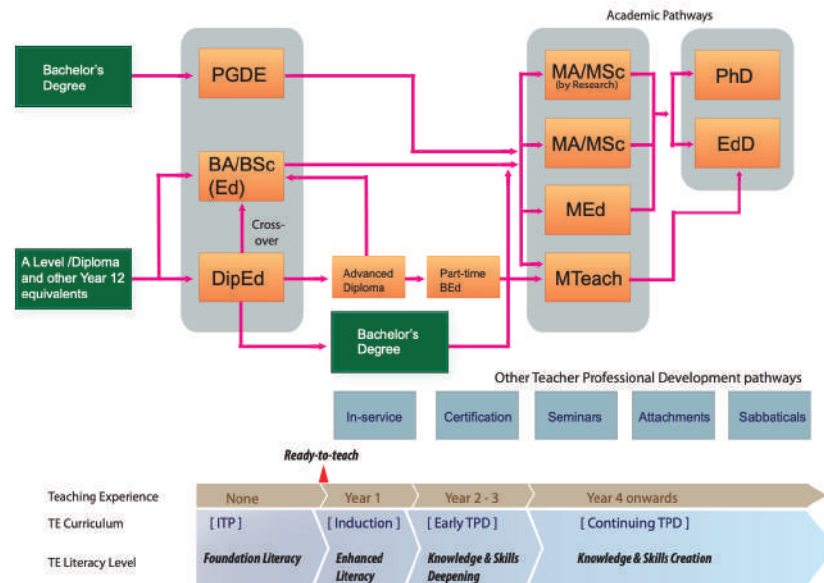 Academic Pathways
Bachelor's
Degree
PGDE
MA/MSc
(by Research)
PhD
MA/MSc
EdD
BA/BSc
(Ed)
MEd
Cross-
over
A Level /Diploma
and other Year 12
equivalents
DipEd
Advanced
Diploma
Part-time
BEd
MTeach
Bachelor's
Degree
Other Teacher Professional Development pathways
In-service
Certification
Seminars
Attachments
Sabbaticals
Ready-to-teach
Teaching Experience
None
Year 1
Year 2 - 3
Year 4 onwards
TE Curriculum
[ ITP ]
[ Induction ]
[ Early TPD ]
[ Continuing TPD ]
TE Literacy Level
Foundation Literacy
Enhanced
Literacy
Knowledge & Skills
Deepening
Knowledge & Skills Creation